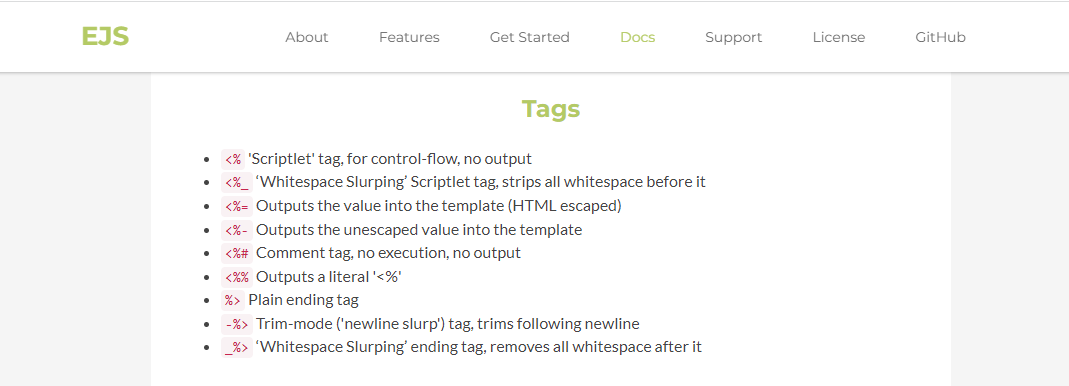 EJS
About
Features
Get Started
Docs
Support
License
GitHub
Tags
<% 'Scriptlet' tag, for control-flow, no output
<%_ ‘Whitespace Slurping’ Scriptlet tag, strips all whitespace before it
<%= Outputs the value into the template (HTML escaped)
<%- Outputs the unescaped value into the template
<%# Comment tag, no execution, no output
<%% Outputs a literal '<%'
%> Plain ending tag
-%> Trim-mode ('newline slurp') tag, trims following newline
_%> ‘Whitespace Slurping’ ending tag, removes all whitespace after it